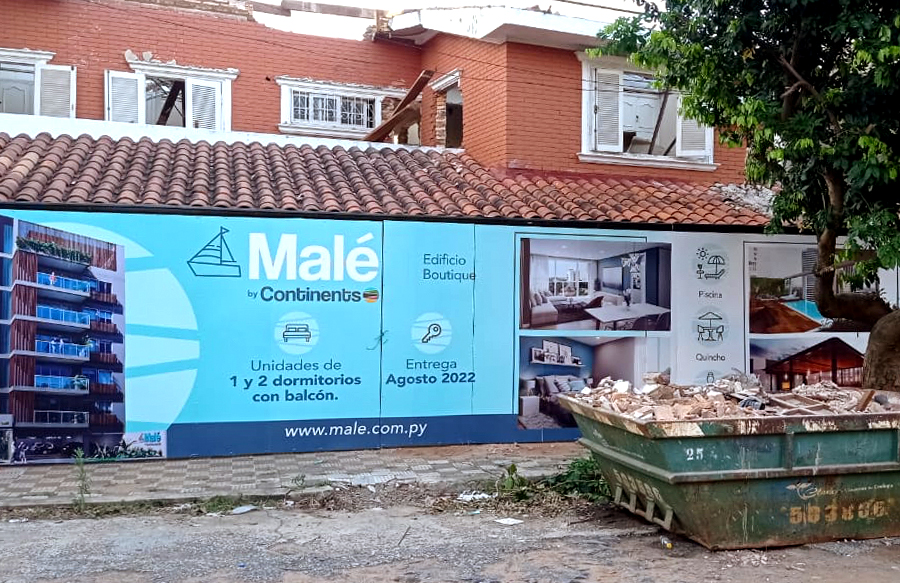 Malé
by Continents
Edificio
Boutique
Unidades de
1 y 2 dormitorios
con balcón.
Entrega
Agosto 2022
www.male.com.py
Piscina
Quincho
25